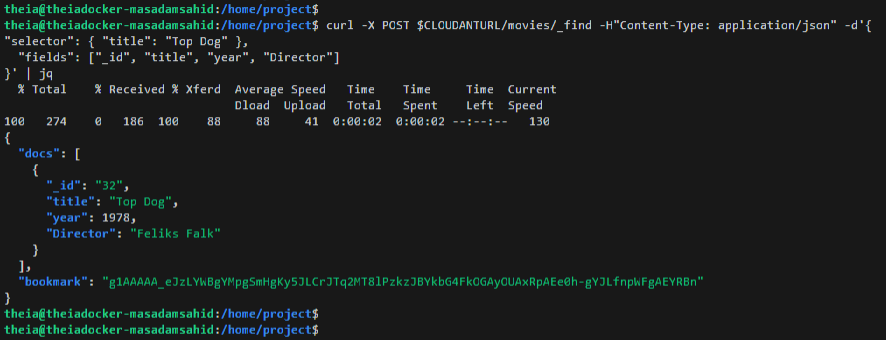 theia@theiadocker-masadamsahid:/home/project$
theia@theiadocker-masadamsahid:/home/project$ curl -X POST $CLOUDANTURL/movies/_find -H"Content-Type: application/json" -d'{
"selector": { "title": "Top Dog" },
  "fields": ["_id", "title", "year", "Director"]
}' | jq
  % Total    % Received % Xferd  Average Speed   Time    Time     Time  Current
                                 Dload  Upload   Total   Spent    Left  Speed
100   274    0   186  100    88     88     41  0:00:02  0:00:02 --:--:--   130
{
  "docs": [
    {
      "_id": "32",
      "title": "Top Dog",
      "year": 1978,
      "Director": "Feliks Falk"
    }
  ],
  "bookmark": "g1AAAAA_eJzLYWBgYMpgSmHgKy5JLCrJTq2MT8lPzkzJBYkbG4FkOGAyOUAxRpAEe0h-gYJLfnpWFgAEYRBn"
}
theia@theiadocker-masadamsahid:/home/project$
theia@theiadocker-masadamsahid:/home/project$